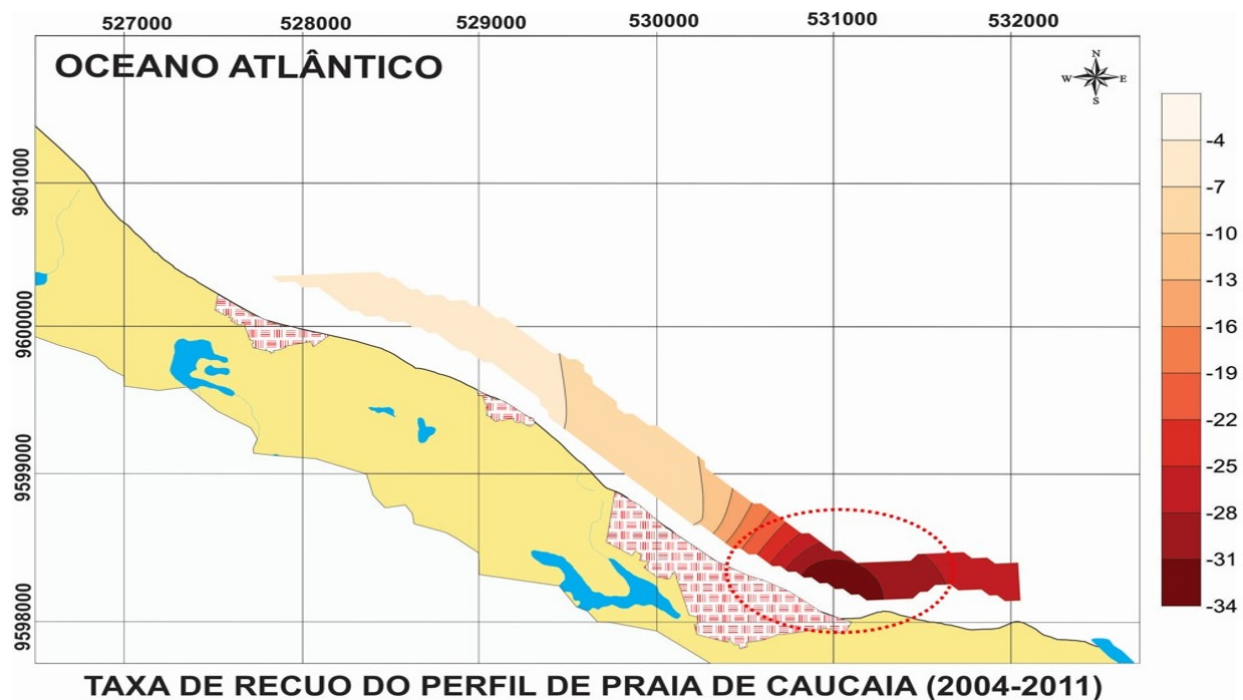 527000 528000 529000 530000 531000 532000
OCEANO ATLÂNTICO
N
W E
S
9601000
9600000
9599000
9598000
-4
-7
-10
-13
-16
-19
-22
-25
-28
-31
-34
TAXA DE RECUO DO PERFIL DE PRAIA DE CAUCAIA (2004-2011)